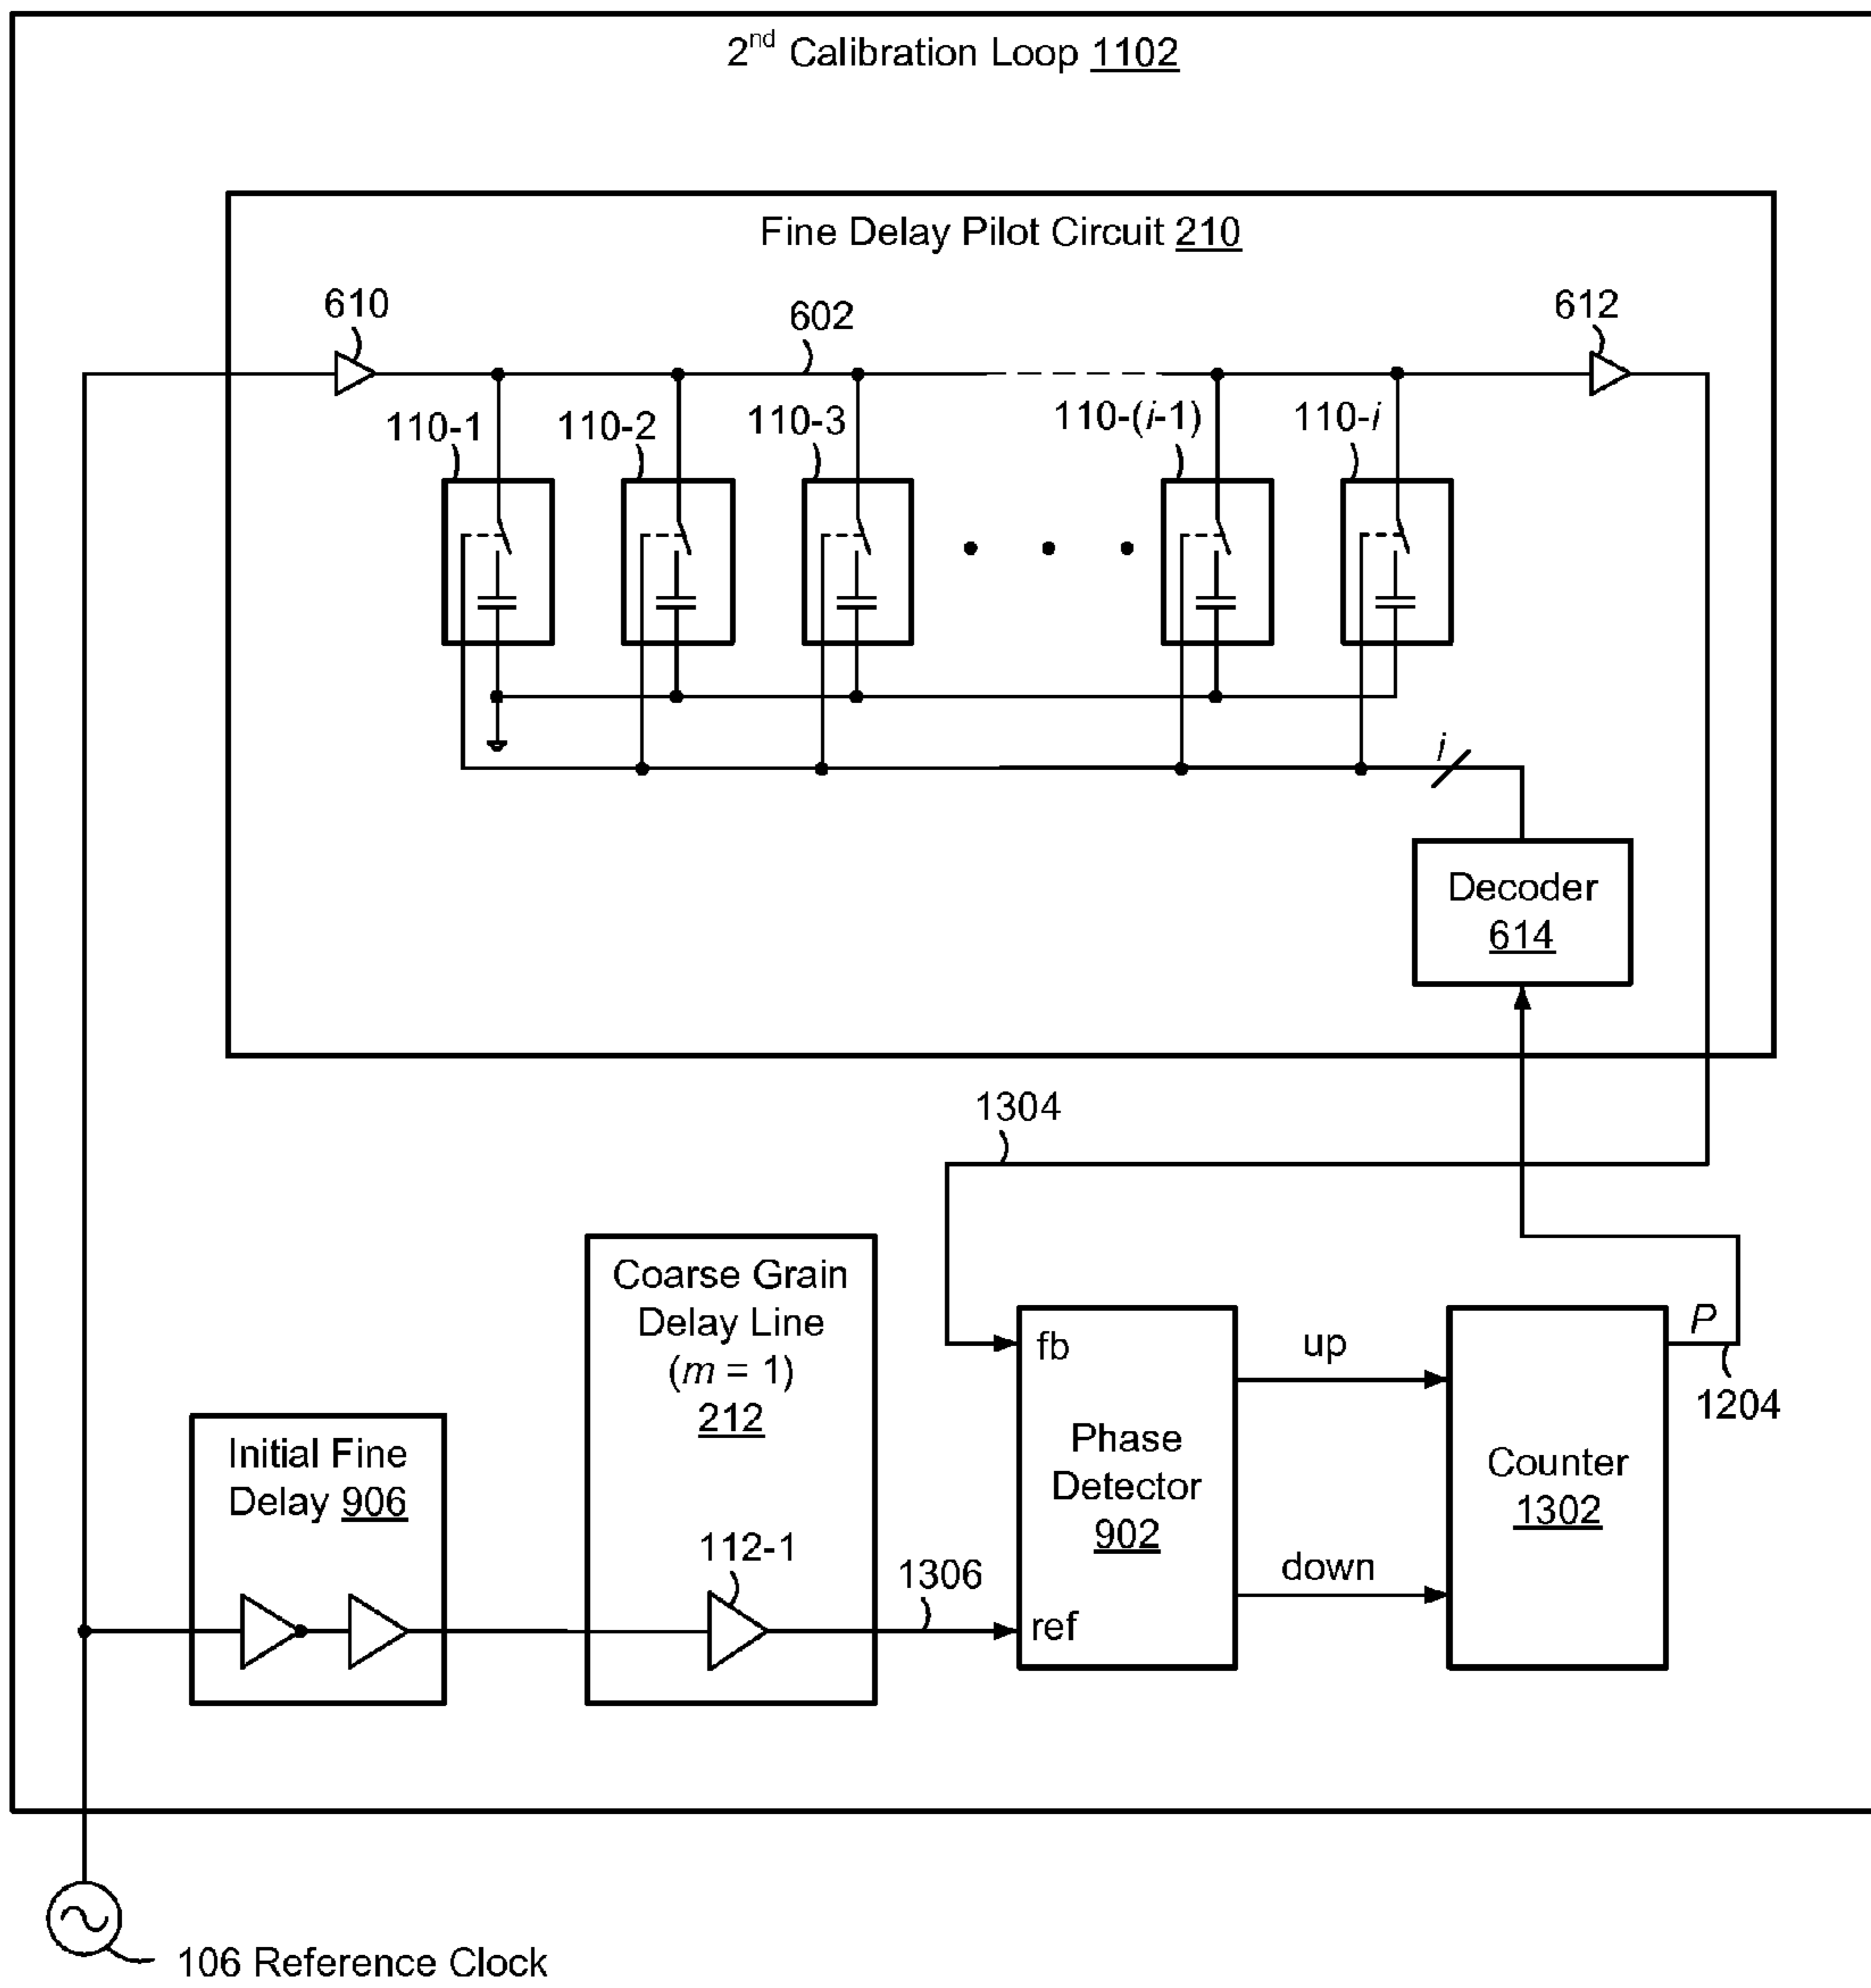 2nd Calibration Loop 1102
Fine Delay Pilot Circuit 210
610
602
612
110-1
110-2
110-3
110-(i-1)
110-i
i
Decoder
614
1304
Coarse Grain
Delay Line
(m = 1)
212
fb
Phase
Detector
902
ref
up
down
P
1204
Counter
1302
Initial Fine
Delay 906
112-1
1306
106 Reference Clock